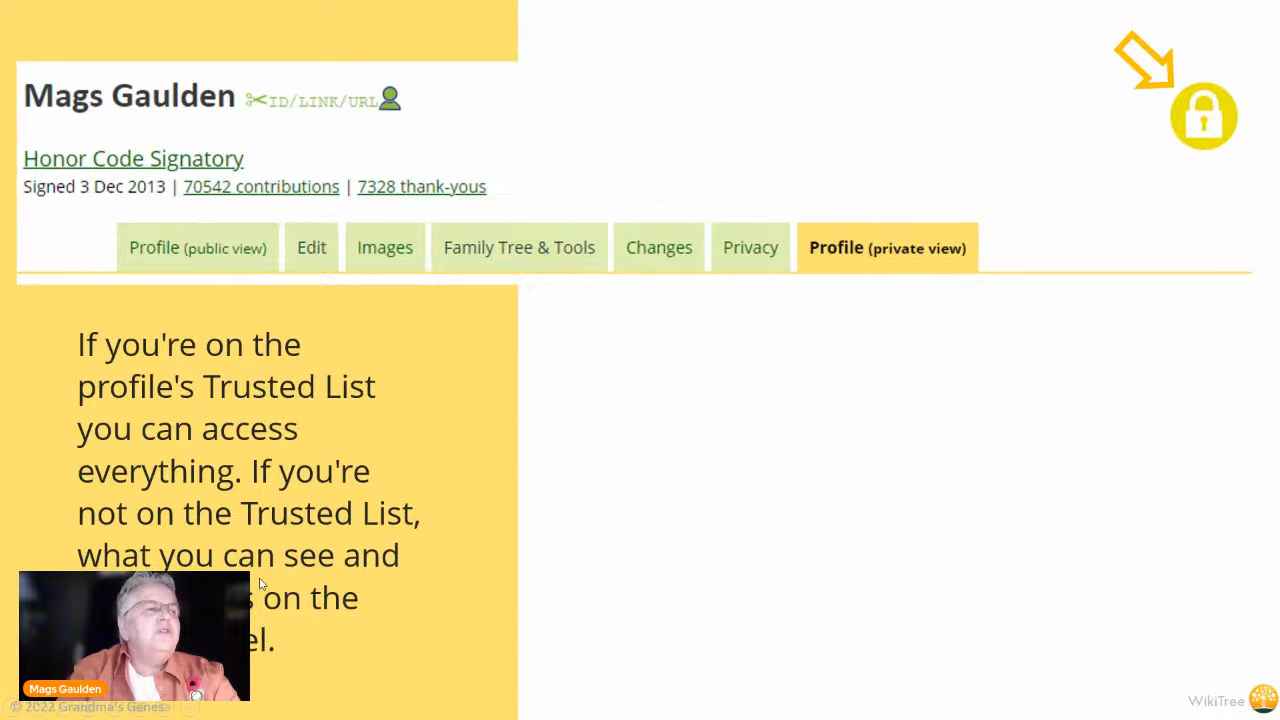 Mags Gaulden ID/LINK/URL
Honor Code Signatory
Signed 3 Dec 2013 | 70542 contributions | 7328 thank-yous
Profile (public view) Edit Images Family Tree & Tools Changes Privacy Profile (private view)
If you're on the
profile's Trusted List
you can access
everything. If you're
not on the Trusted List,
what you can see and
on the
Mags Gaulden
© 2022 Grandma's Genes
WikiTree